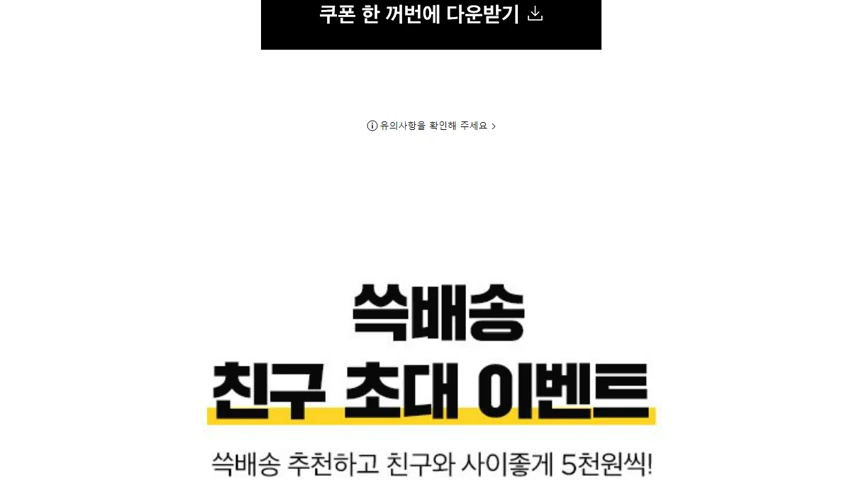 쿠폰 한 꺼번에 다운받기
유의사항을 확인해 주세요 >
쓱배송
친구 초대 이벤트
쓱배송 추천하고 친구와 사이좋게 5천원씩!